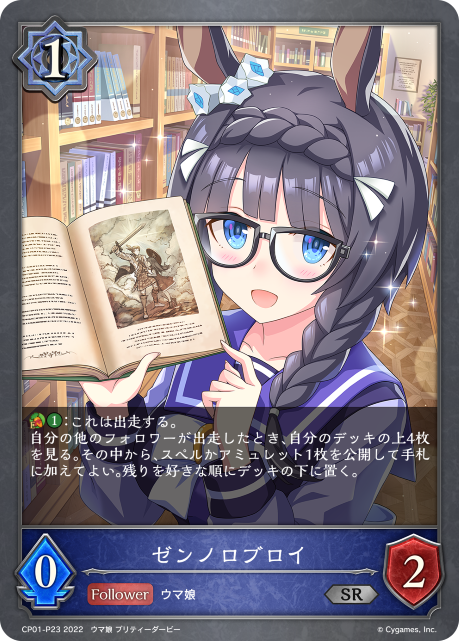 1
1：これは出走する。
自分の他のフォロワーが出走したとき、自分のデッキの上4枚
を見る。その中から、スペルかアミュレット1枚を公開して手札
に加えてよい。残りを好きな順にデッキの下に置く。
ゼンノロブロイ
0
Follower ウマ娘
SR
2
CP01-P23 2022 ウマ娘 プリティーダービー
© Cygames, Inc.